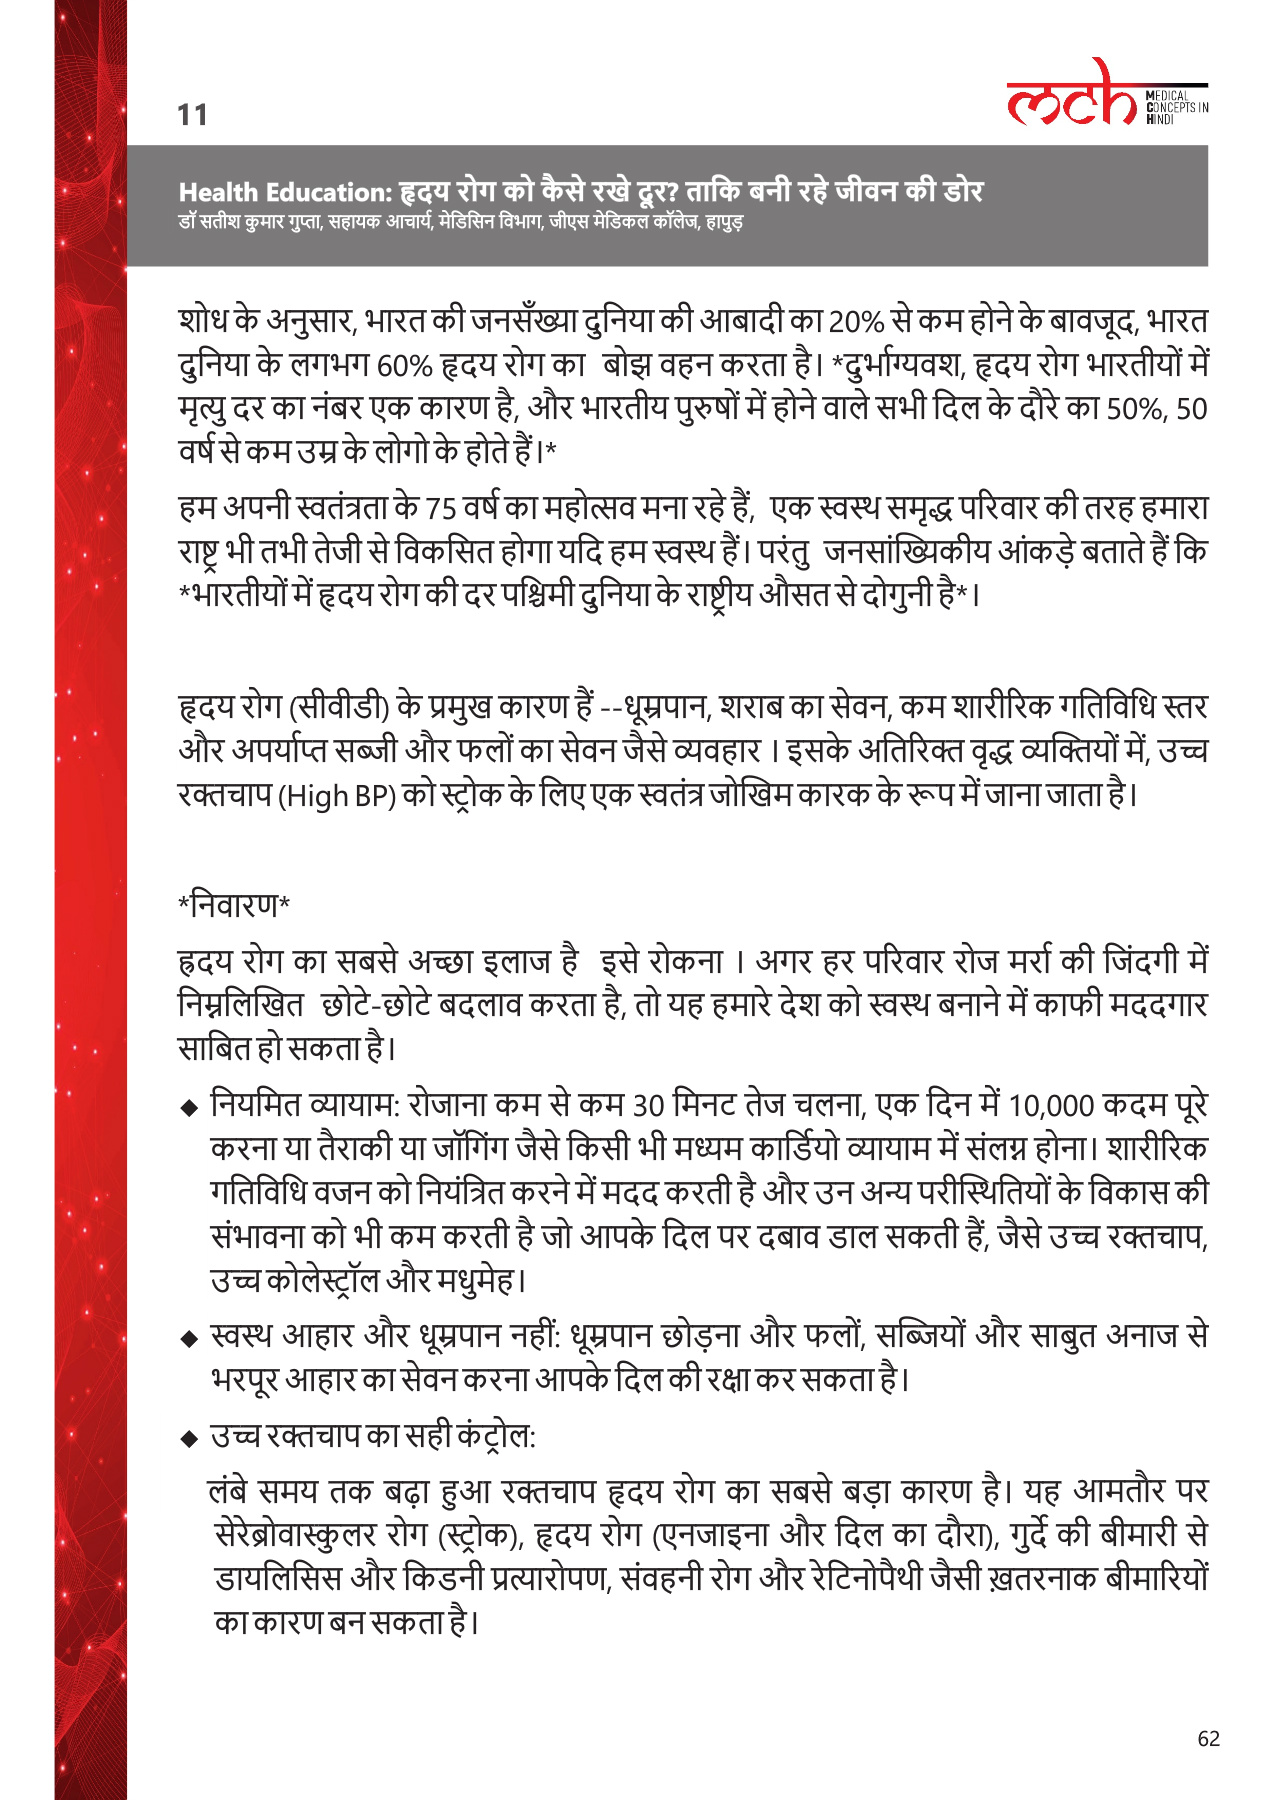 11
mch MEDICAL
CONCEPTS IN
HINDI
Health Education: हृदय रोग को कैसे रखे दूर? ताकि बनी रहे जीवन की डोर
डॉ सतीश कुमार गुप्ता, सहायक आचार्य, मेडिसिन विभाग, जीएस मेडिकल कॉलेज, हापुड़
शोध के अनुसार, भारत की जनसँख्या दुनिया की आबादी का 20% से कम होने के बावजूद, भारत
दुनिया के लगभग 60% हृदय रोग का बोझ वहन करता है। *दुर्भाग्यवश, हृदय रोग भारतीयों में
मृत्यु दर का नंबर एक कारण है, और भारतीय पुरुषों में होने वाले सभी दिल के दौरे का 50%, 50
वर्ष से कम उम्र के लोगो के होते हैं।*
हम अपनी स्वतंत्रता के 75 वर्ष का महोत्सव मना रहे हैं, एक स्वस्थ समृद्ध परिवार की तरह हमारा
राष्ट्र भी तभी तेजी से विकसित होगा यदि हम स्वस्थ हैं। परंतु जनसांख्यिकीय आंकड़े बताते हैं कि
*भारतीयों में हृदय रोग की दर पश्चिमी दुनिया के राष्ट्रीय औसत से दोगुनी है*।
हृदय रोग (सीवीडी) के प्रमुख कारण हैं --धूम्रपान, शराब का सेवन, कम शारीरिक गतिविधि स्तर
और अपर्याप्त सब्जी और फलों का सेवन जैसे व्यवहार । इसके अतिरिक्त वृद्ध व्यक्तियों में, उच्च
रक्तचाप (High BP) को स्ट्रोक के लिए एक स्वतंत्र जोखिम कारक के रूप में जाना जाता है।
*निवारण*
ह्रदय रोग का सबसे अच्छा इलाज है इसे रोकना । अगर हर परिवार रोज मर्रा की जिंदगी में
निम्नलिखित छोटे-छोटे बदलाव करता है, तो यह हमारे देश को स्वस्थ बनाने में काफी मददगार
साबित हो सकता है।
◆ नियमित व्यायाम: रोजाना कम से कम 30 मिनट तेज चलना, एक दिन में 10,000 कदम पूरे
करना या तैराकी या जॉगिंग जैसे किसी भी मध्यम कार्डियो व्यायाम में संलग्न होना। शारीरिक
गतिविधि वजन को नियंत्रित करने में मदद करती है और उन अन्य परीस्थितियों के विकास की
संभावना को भी कम करती है जो आपके दिल पर दबाव डाल सकती हैं, जैसे उच्च रक्तचाप,
उच्च कोलेस्ट्रॉल और मधुमेह।
◆ स्वस्थ आहार और धूम्रपान नहीं: धूम्रपान छोड़ना और फलों, सब्जियों और साबुत अनाज से
भरपूर आहार का सेवन करना आपके दिल की रक्षा कर सकता है।
◆ उच्च रक्तचाप का सही कंट्रोल:
लंबे समय तक बढ़ा हुआ रक्तचाप हृदय रोग का सबसे बड़ा कारण है। यह आमतौर पर
सेरेब्रोवास्कुलर रोग (स्ट्रोक), हृदय रोग (एनजाइना और दिल का दौरा), गुर्दे की बीमारी से
डायलिसिस और किडनी प्रत्यारोपण, संवहनी रोग और रेटिनोपैथी जैसी ख़तरनाक बीमारियों
का कारण बन सकता है।
62